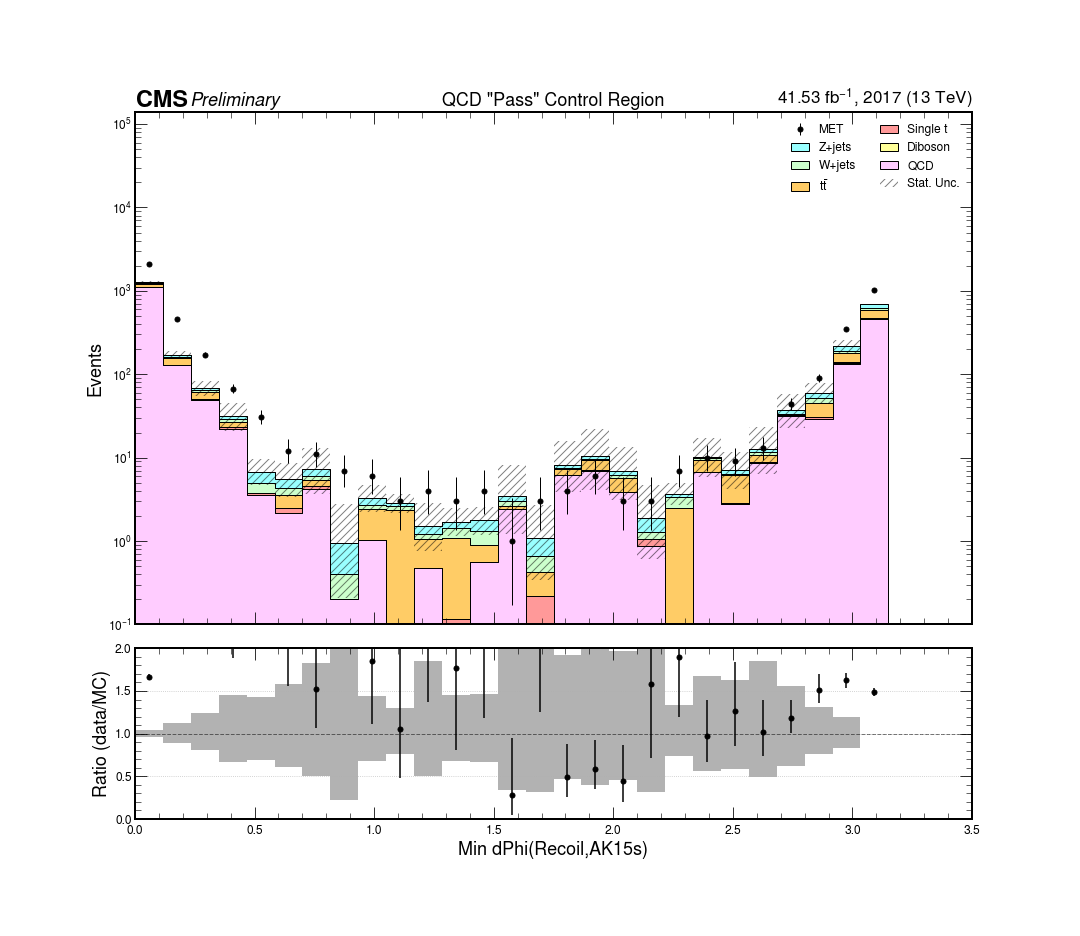 CMS Preliminary QCD "Pass" Control Region 41.53 fb⁻¹, 2017 (13 TeV)
MET
Z+jets
W+jets
tt̄
Single t
Diboson
QCD
Stat. Unc.
Events
10⁵
10⁴
10³
10²
10¹
10⁰
10⁻¹
Ratio (data/MC)
2.0
1.5
1.0
0.5
0.0
0.0 0.5 1.0 1.5 2.0 2.5 3.0 3.5
Min dPhi(Recoil,AK15s)